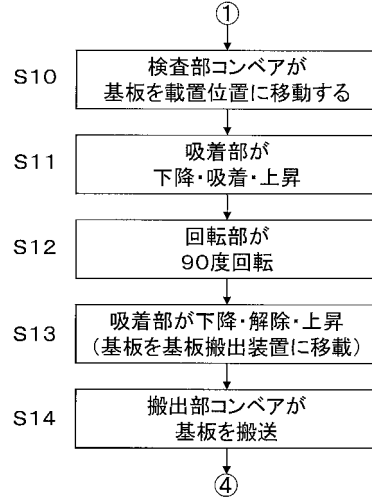 ①
S10
検査部コンベアが
基板を載置位置に移動する
S11
吸着部が
下降・吸着・上昇
S12
回転部が
90度回転
S13
吸着部が下降・解除・上昇
(基板を基板搬出装置に移載)
S14
搬出部コンベアが
基板を搬送
④